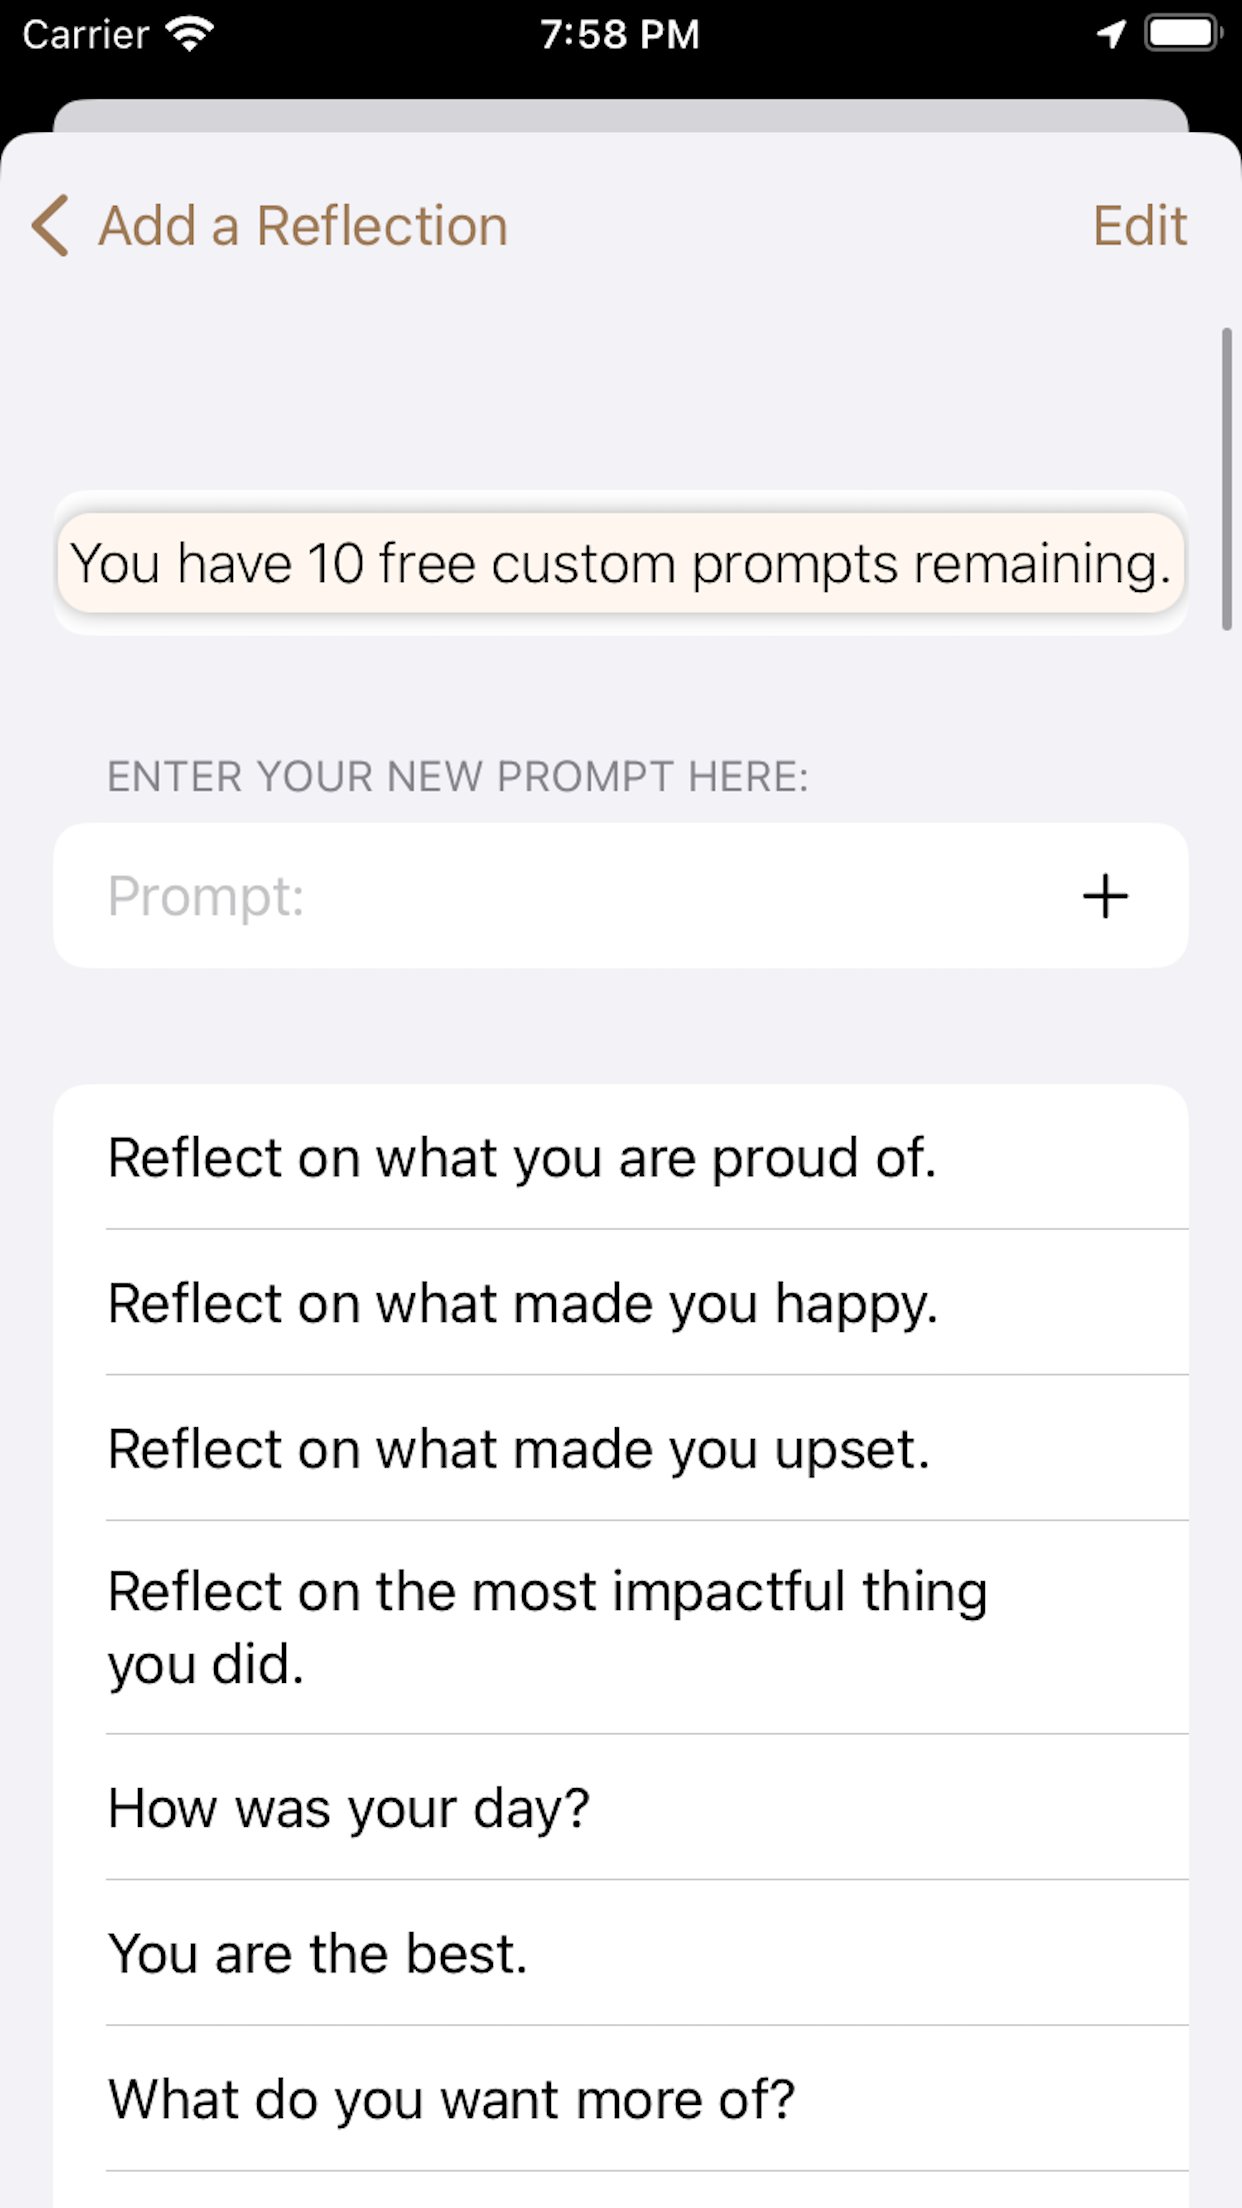 Carrier 7:58 PM
Add a Reflection Edit
You have 10 free custom prompts remaining.
ENTER YOUR NEW PROMPT HERE:
Prompt: +
Reflect on what you are proud of.
Reflect on what made you happy.
Reflect on what made you upset.
Reflect on the most impactful thing
you did.
How was your day?
You are the best.
What do you want more of?